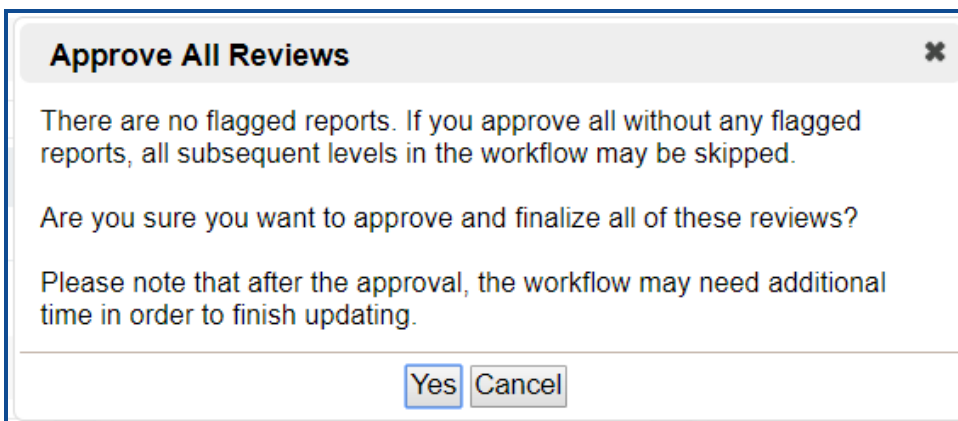 Approve All Reviews
There are no flagged reports. If you approve all without any flagged
reports, all subsequent levels in the workflow may be skipped.
Are you sure you want to approve and finalize all of these reviews?
Please note that after the approval, the workflow may need additional
time in order to finish updating.
Yes Cancel